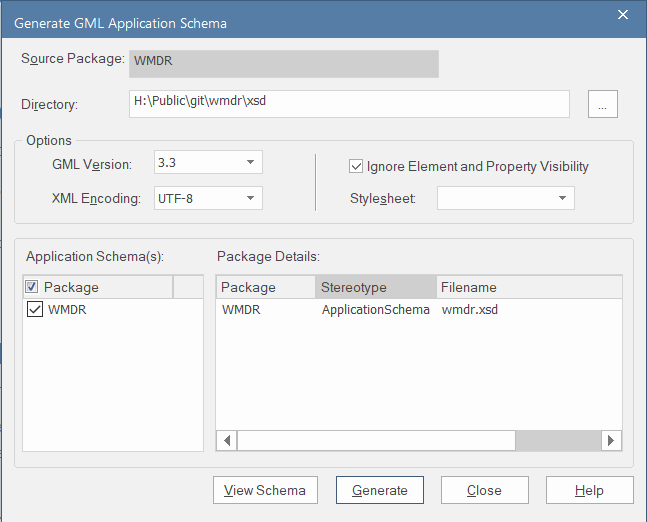 Generate GML Application Schema
Source Package: WMDR
Directory: H:\Public\git\wmdr\xsd ...
Options
GML Version: 3.3 Ignore Element and Property Visibility
XML Encoding: UTF-8 Stylesheet:
Application Schema(s): Package Details:
Package Package Stereotype Filename
WMDR WMDR ApplicationSchema wmdr.xsd
View Schema Generate Close Help